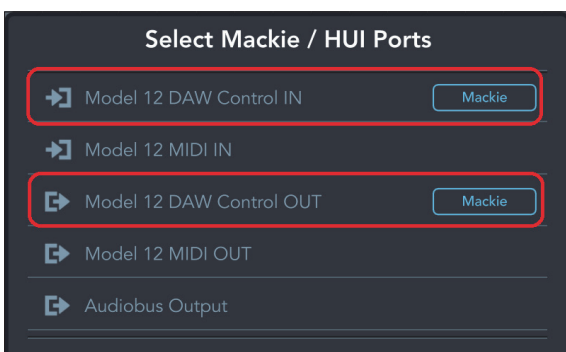 Select Mackie / HUI Ports
Model 12 DAW Control IN Mackie
Model 12 MIDI IN
Model 12 DAW Control OUT Mackie
Model 12 MIDI OUT
Audiobus Output